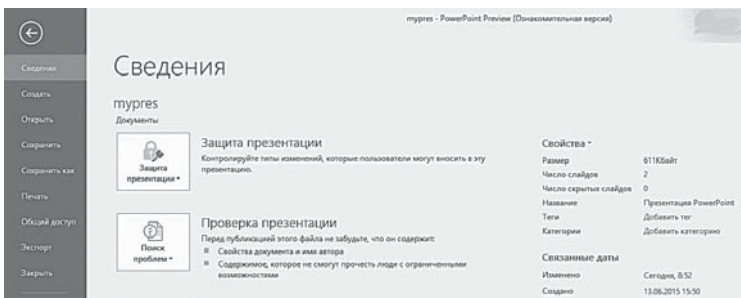 mypres - PowerPoint Preview (Ознакомительная версия)
Сведения
Создать
Открыть
Сохранить
Сохранить как
Печать
Общий доступ
Экспорт
Закрыть
Сведения
mypres
Документы
Защита
презентации
Защита презентации
Контролируйте типы изменений, которые пользователи могут вносить в эту
презентацию.
Поиск
проблем
Проверка презентации
Перед публикацией этого файла не забудьте, что он содержит:
Свойства документа и имя автора
Содержимое, которое не смогут прочесть люди с ограниченными
возможностями
Свойства
Размер 611Кбайт
Число слайдов 2
Число скрытых слайдов 0
Название Презентация PowerPoint
Теги Добавить тег
Категории Добавить категорию
Связанные даты
Изменено Сегодня, 8:52
Создано 13.06.2015 15:50